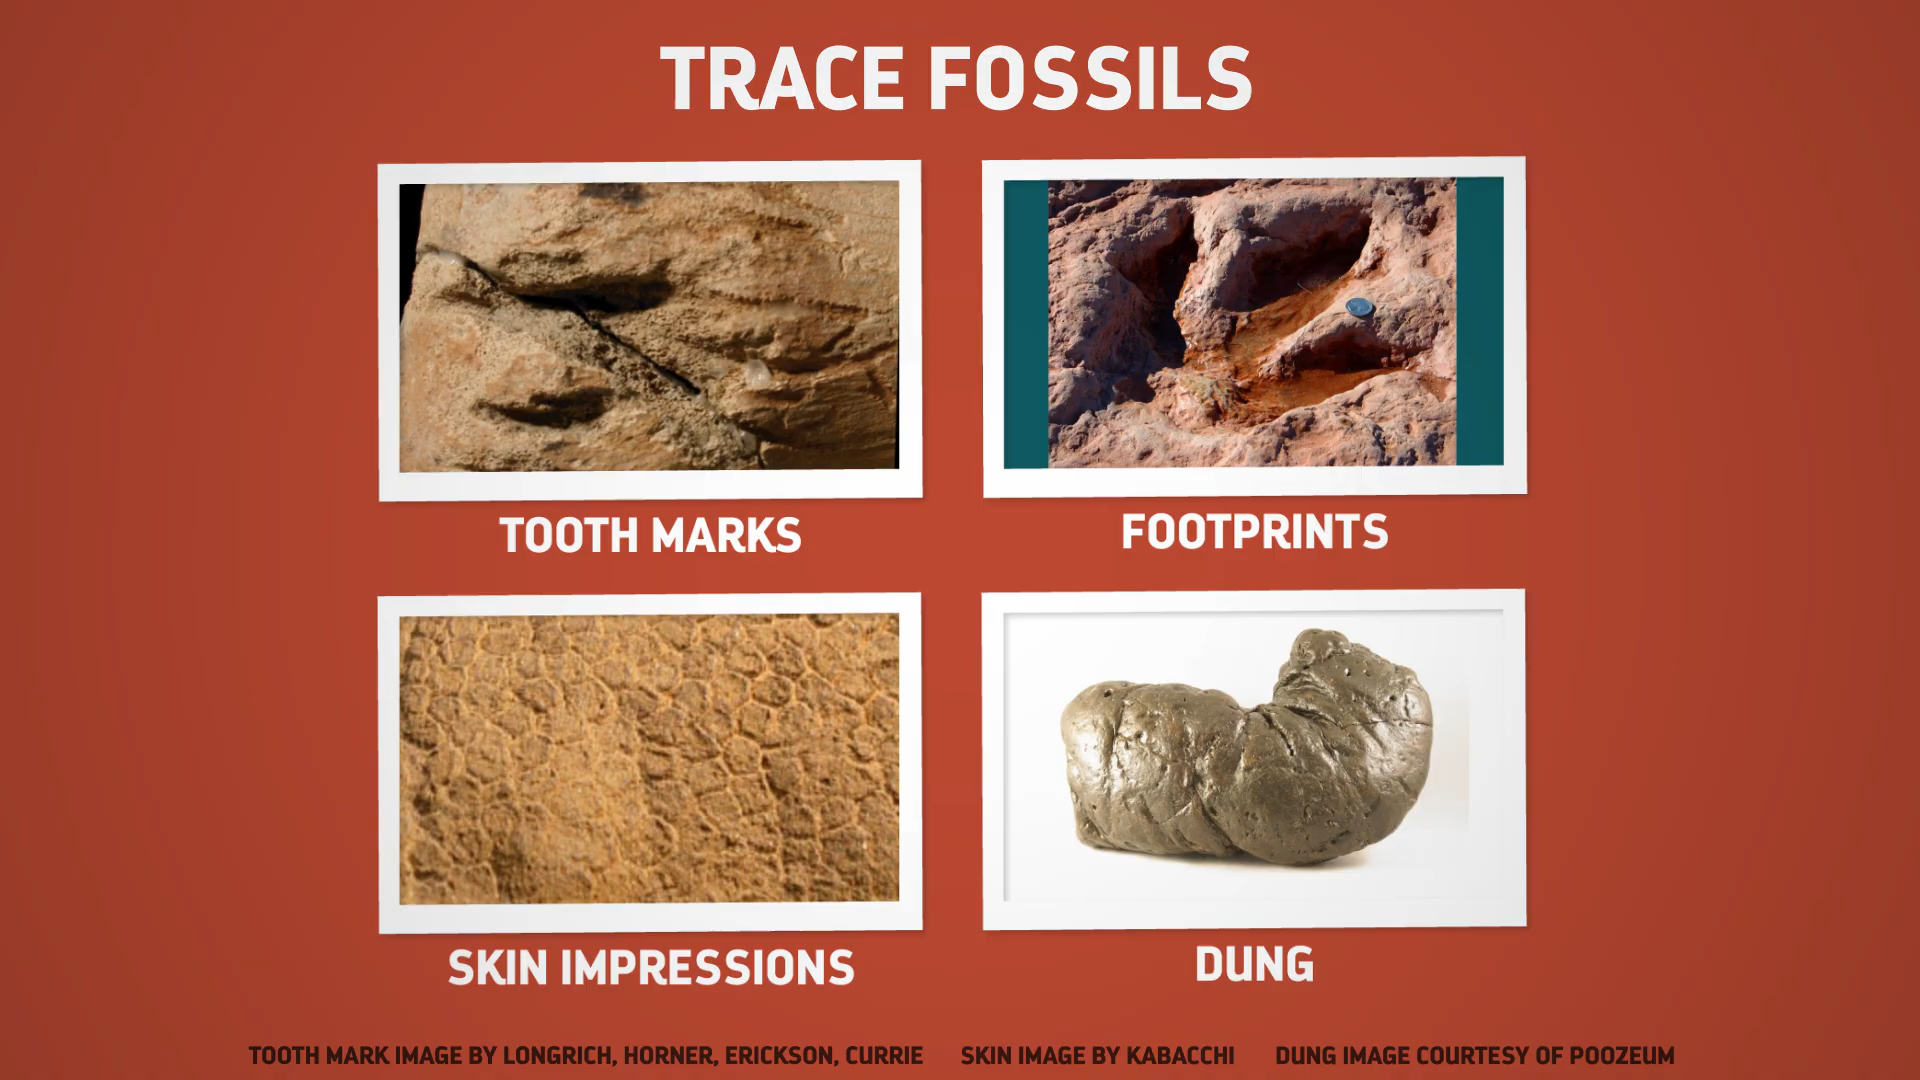 TRACE FOSSILS
TOOTH MARKS
FOOTPRINTS
SKIN IMPRESSIONS
DUNG
TOOTH MARK IMAGE BY LONGRICH, HORNER, ERICKSON, CURRIE
SKIN IMAGE BY KABACCHI
DUNG IMAGE COURTESY OF POOZEUM